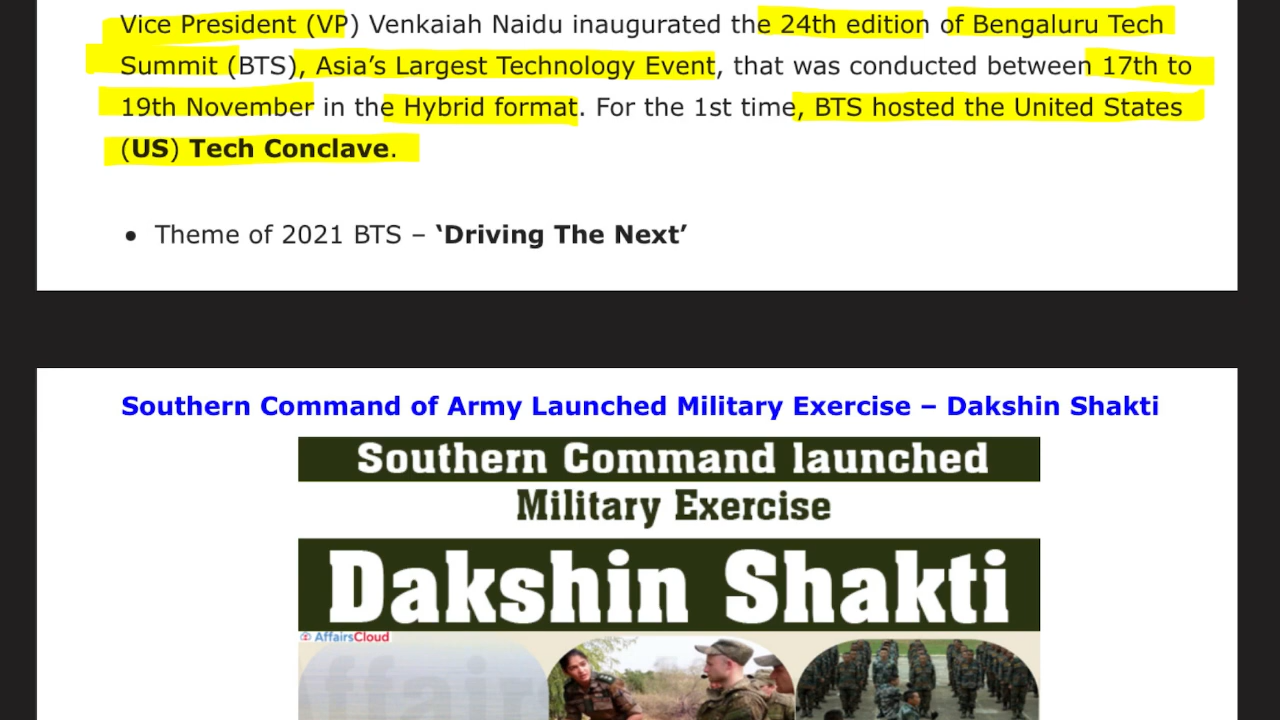 Vice President (VP) Venkaiah Naidu inaugurated the 24th edition of Bengaluru Tech
Summit (BTS), Asia’s Largest Technology Event, that was conducted between 17th to
19th November in the Hybrid format. For the 1st time, BTS hosted the United States
(US) Tech Conclave.
● Theme of 2021 BTS – ‘Driving The Next’
Southern Command of Army Launched Military Exercise – Dakshin Shakti
Southern Command launched
Military Exercise
Dakshin Shakti
AffairsCloud
Affairs